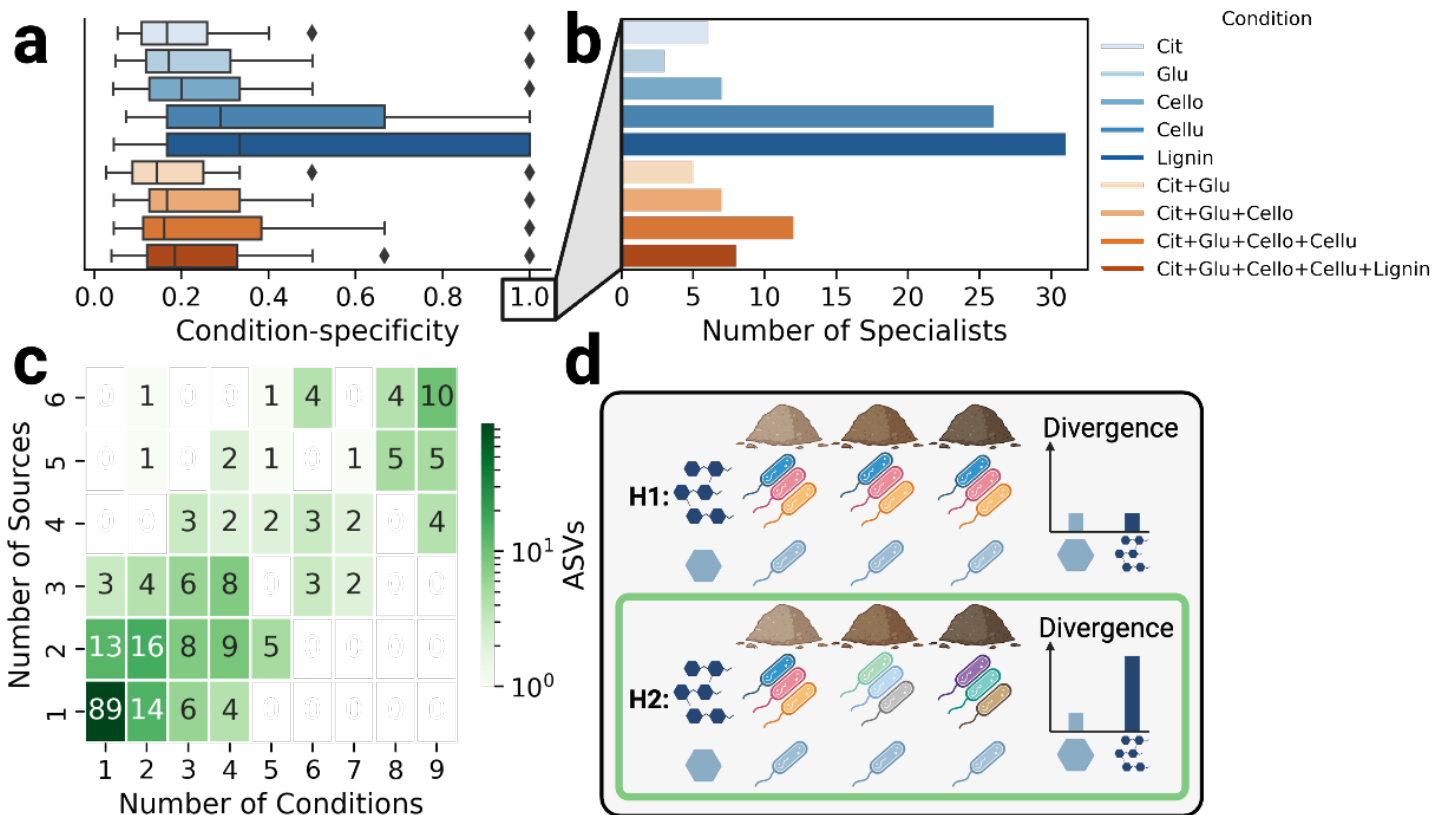 a
0.0 0.2 0.4 0.6 0.8 1.0
Condition-specificity
b
0 5 10 15 20 25 30
Number of Specialists
Condition
Cit
Glu
Cello
Cellu
Lignin
Cit+Glu
Cit+Glu+Cello
Cit+Glu+Cello+Cellu
Cit+Glu+Cello+Cellu+Lignin
c
Number of Sources
6 0 1 0 0 1 4 0 4 10
5 0 1 0 2 1 0 1 5 5
4 0 0 3 2 2 3 2 0 4
3 3 4 6 8 0 3 2 0 0
2 13 16 8 9 5 0 0 0 0
1 89 14 6 4 0 0 0 0 0
1 2 3 4 5 6 7 8 9
Number of Conditions
10¹
10⁰
ASVs
d
H1:
Divergence
H2:
Divergence